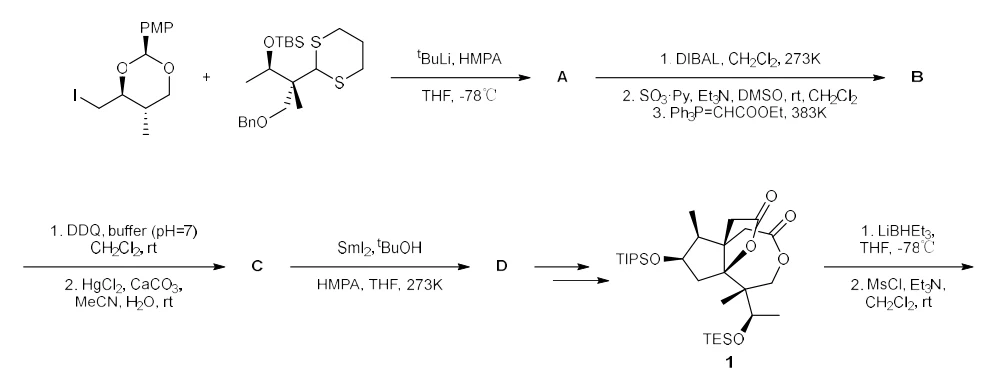 PMP
O
O
I
+
OTBS
S
S
BnO
ᵗBuLi, HMPA
THF, -78℃
A
1. DIBAL, CH₂Cl₂, 273K
2. SO₃·Py, Et₃N, DMSO, rt, CH₂Cl₂
3. Ph₃P=CHCOOEt, 383K
B
1. DDQ, buffer (pH=7)
CH₂Cl₂, rt
2. HgCl₂, CaCO₃,
MeCN, H₂O, rt
C
SmI₂, ᵗBuOH
HMPA, THF, 273K
D
O
O
O
O
TIPSO
TESO
1
1. LiBHEt₃,
THF, -78℃
2. MsCl, Et₃N,
CH₂Cl₂, rt